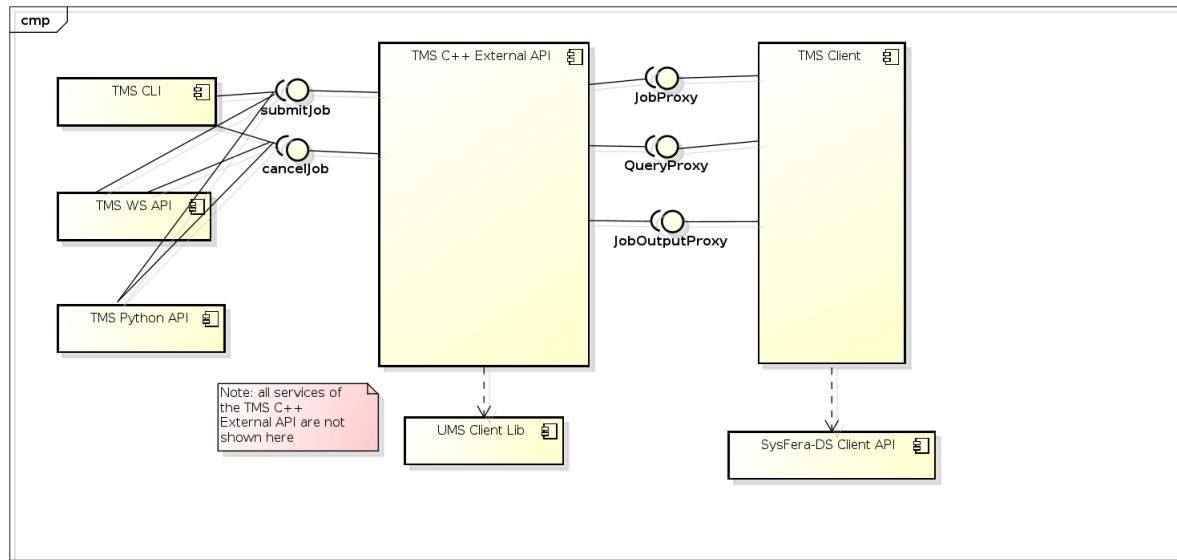 cmp
TMS C++ External API
TMS Client
TMS CLI
submitJob
JobProxy
cancelJob
QueryProxy
TMS WS API
JobOutputProxy
TMS Python API
Note: all services of
the TMS C++
External API are not
shown here
UMS Client Lib
SysFera-DS Client API